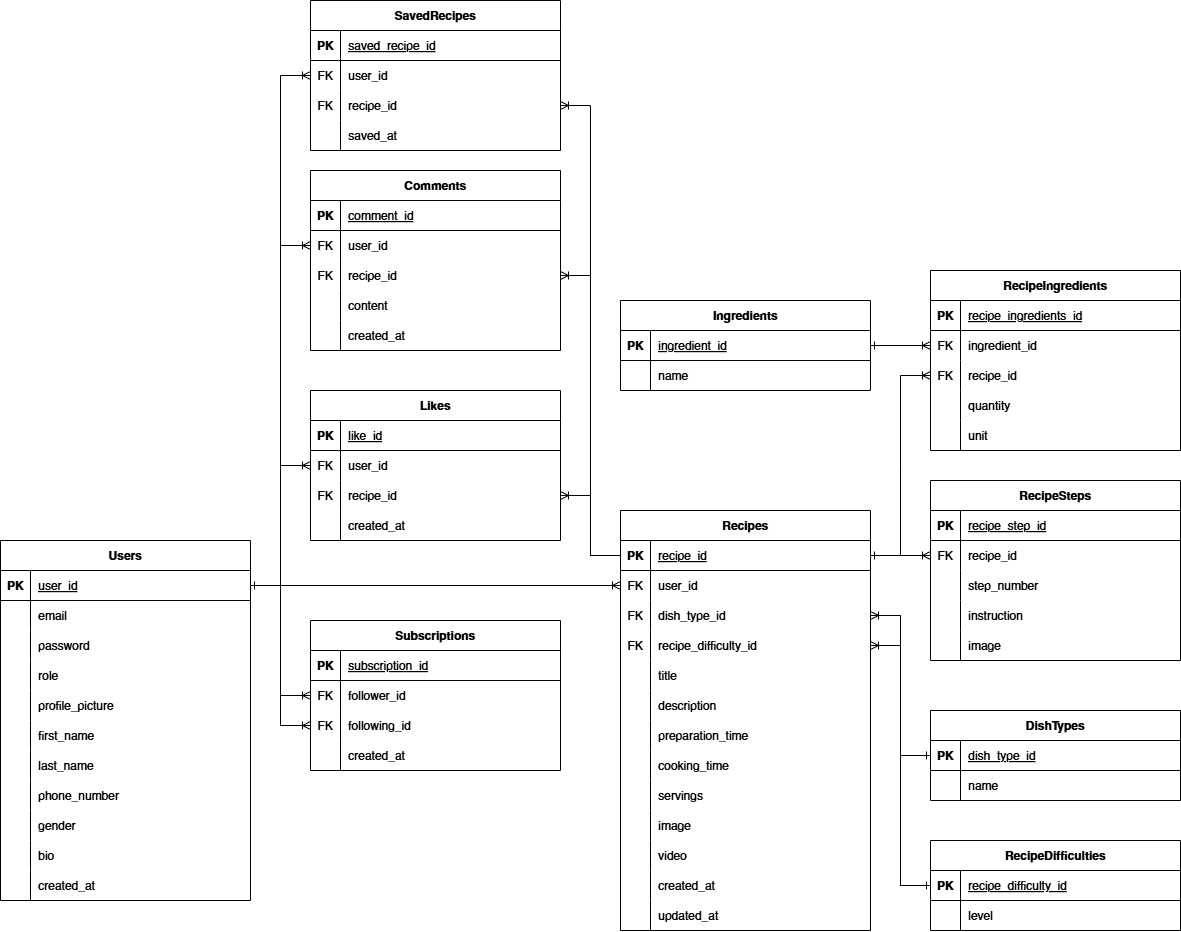 SavedRecipes
PK saved_recipe_id
FK user_id
FK recipe_id
saved_at
Comments
PK comment_id
FK user_id
FK recipe_id
content
created_at
Likes
PK like_id
FK user_id
FK recipe_id
created_at
Users
PK user_id
email
password
role
profile_picture
first_name
last_name
phone_number
gender
bio
created_at
Subscriptions
PK subscription_id
FK follower_id
FK following_id
created_at
Ingredients
PK ingredient_id
name
Recipes
PK recipe_id
FK user_id
FK dish_type_id
FK recipe_difficulty_id
title
description
preparation_time
cooking_time
servings
image
video
created_at
updated_at
RecipeIngredients
PK recipe_ingredients_id
FK ingredient_id
FK recipe_id
quantity
unit
RecipeSteps
PK recipe_step_id
FK recipe_id
step_number
instruction
image
DishTypes
PK dish_type_id
name
RecipeDifficulties
PK recipe_difficulty_id
level